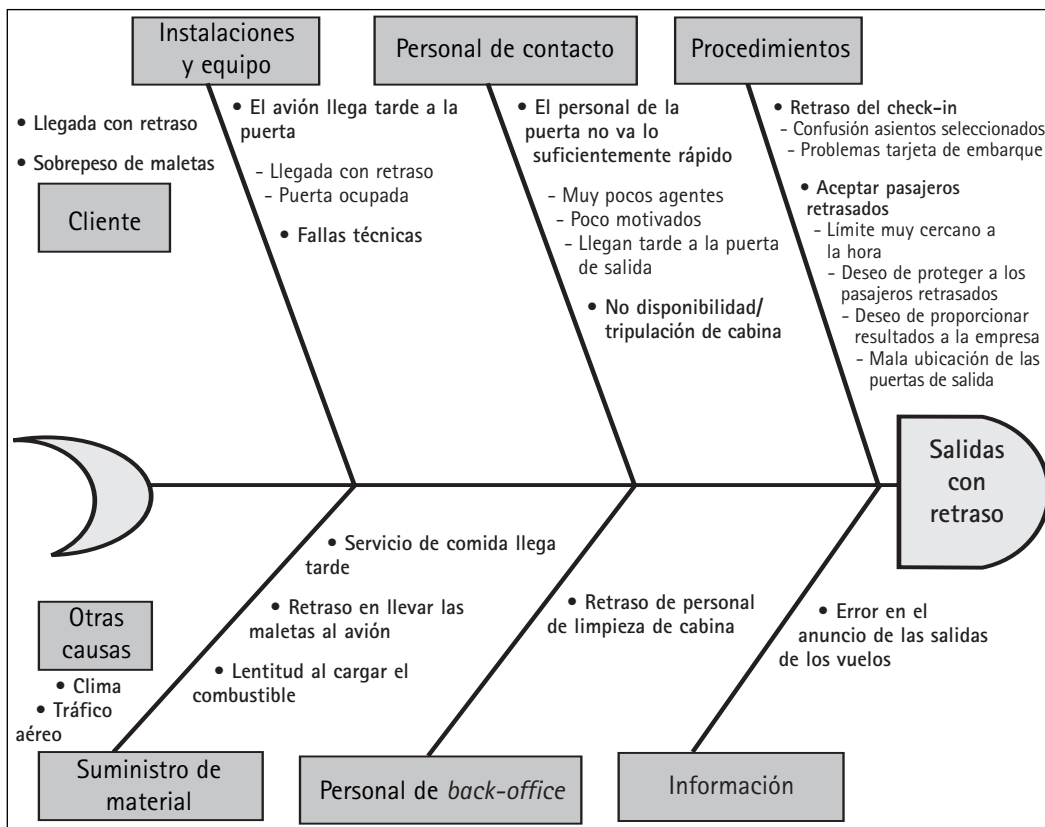 Instalaciones
y equipo
Personal de contacto
Procedimientos
• Llegada con retraso
• Sobrepeso de maletas
Cliente
• El avión llega tarde a la
puerta
- Llegada con retraso
- Puerta ocupada
• Fallas técnicas
• El personal de la
puerta no va lo
suficientemente rápido
- Muy pocos agentes
- Poco motivados
- Llegan tarde a la puerta
de salida
• No disponibilidad/
tripulación de cabina
• Retraso del check-in
- Confusión asientos seleccionados
- Problemas tarjeta de embarque
• Aceptar pasajeros
retrasados
- Límite muy cercano a
la hora
- Deseo de proteger a los
pasajeros retrasados
- Deseo de proporcionar
resultados a la empresa
- Mala ubicación de las
puertas de salida
Salidas
con
retraso
Otras
causas
• Clima
• Tráfico
aéreo
• Servicio de comida llega
tarde
• Retraso en llevar las
maletas al avión
• Lentitud al cargar el
combustible
• Retraso de personal
de limpieza de cabina
• Error en el
anuncio de las salidas
de los vuelos
Suministro de
material
Personal de back-office
Información